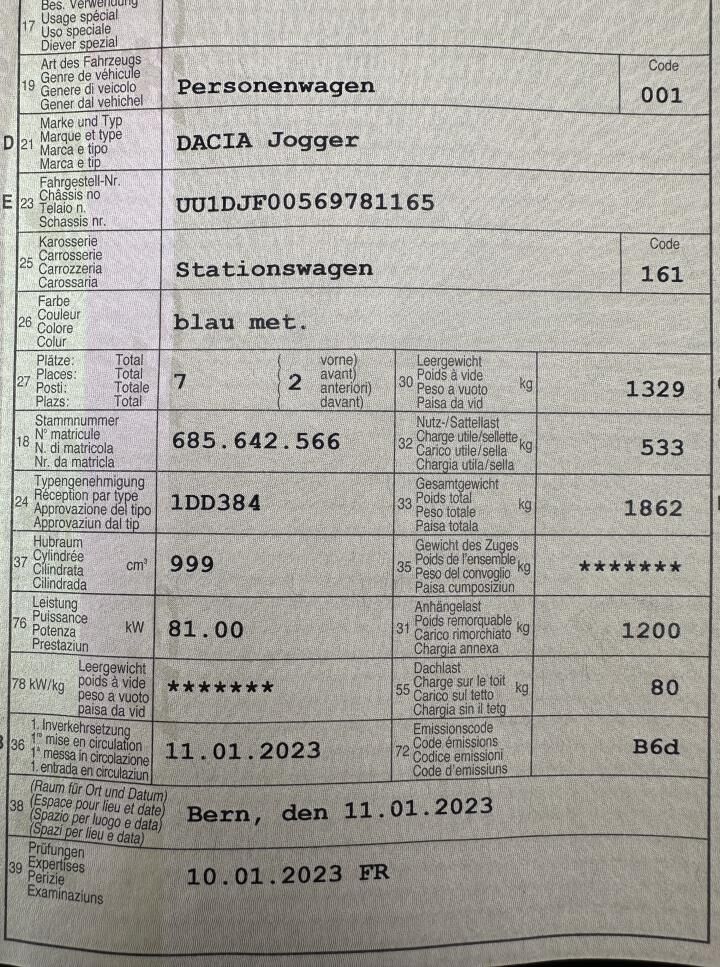 Bes. Verwendung
17 Usage spécial
Uso speciale
Diever spezial
Art des Fahrzeugs
19 Genre de véhicule
Genere di veicolo
Gener dal vehichel
Personenwagen
Code
001
Marke und Typ
D 21 Marque et type
Marca e tipo
Marca e tip
DACIA Jogger
Fahrgestell-Nr.
E 23 Châssis no
Telaio n.
Schassis nr.
UU1DJF00569781165
Karosserie
25 Carrosserie
Carrozzeria
Carossaria
Stationswagen
Code
161
Farbe
26 Couleur
Colore
Colur
blau met.
Plätze: Total
27 Places: Total
Posti: Totale
Plazs: Total
7
( 2 vorne)
avant)
anteriori)
davant)
Leergewicht
30 Poids à vide kg
Peso a vuoto
Paisa da vid
1329
Stammnummer
18 N° matricule
N. di matricola
Nr. da matricla
685.642.566
Nutz-/Sattellast
32 Charge utile/sellette kg
Carico utile/sella
Chargia utila/sella
533
Typengenehmigung
24 Réception par type
Approvazione del tipo
Approvaziun dal tip
1DD384
Gesamtgewicht
33 Poids total kg
Peso totale
Paisa totala
1862
Hubraum
37 Cylindrée cm³
Cilindrata
Cilindrada
999
Gewicht des Zuges
35 Poids de l'ensemble kg
Peso del convoglio
Paisa cumposiziun
*******
Leistung
76 Puissance kW
Potenza
Prestaziun
81.00
Anhängelast
31 Poids remorquable kg
Carico rimorchiato
Chargia annexa
1200
Leergewicht
78 kW/kg poids à vide
peso a vuoto
paisa da vid
*******
Dachlast
55 Charge sur le toit kg
Carico sul tetto
Chargia sin il tetg
80
1. Inverkehrsetzung
36 1re mise en circulation
1a messa in circolazione
1. entrada en circulaziun
11.01.2023
Emissionscode
72 Code émissions
Codice emissioni
Code d'emissiuns
B6d
(Raum für Ort und Datum)
38 (Espace pour lieu et date)
(Spazio per luogo e data)
(Spazi per lieu e data)
Bern, den 11.01.2023
Prüfungen
39 Expertises
Perizie
Examinaziuns
10.01.2023 FR